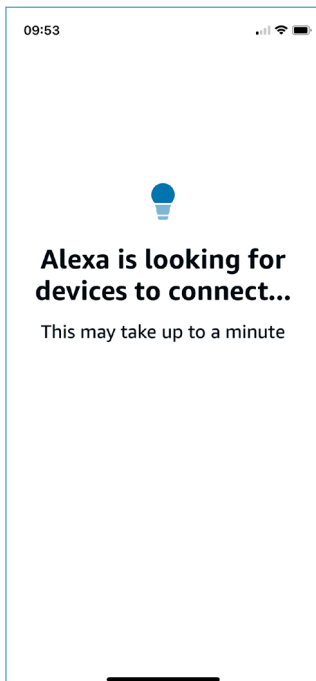 09:53
Alexa is looking for
devices to connect...
This may take up to a minute